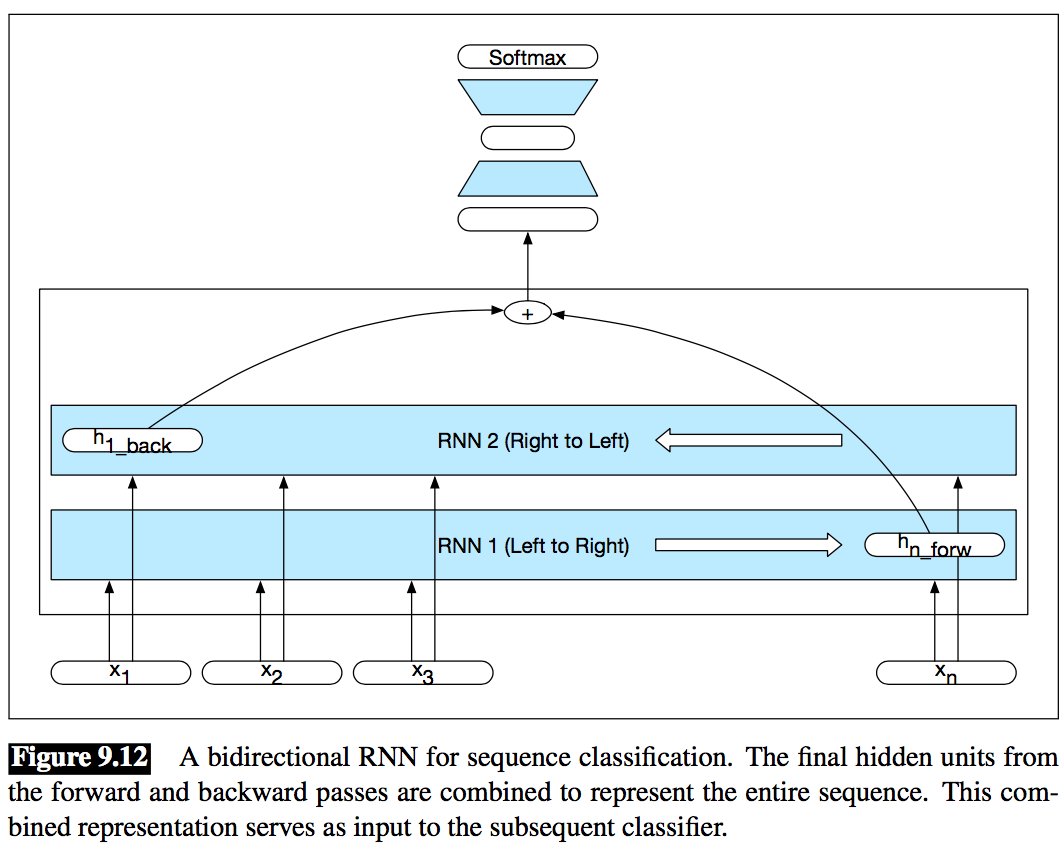 Softmax
+
h1_back
RNN 2 (Right to Left)
RNN 1 (Left to Right)
hn_forw
x1
x2
x3
xn
Figure 9.12 A bidirectional RNN for sequence classification. The final hidden units from
the forward and backward passes are combined to represent the entire sequence. This com-
bined representation serves as input to the subsequent classifier.